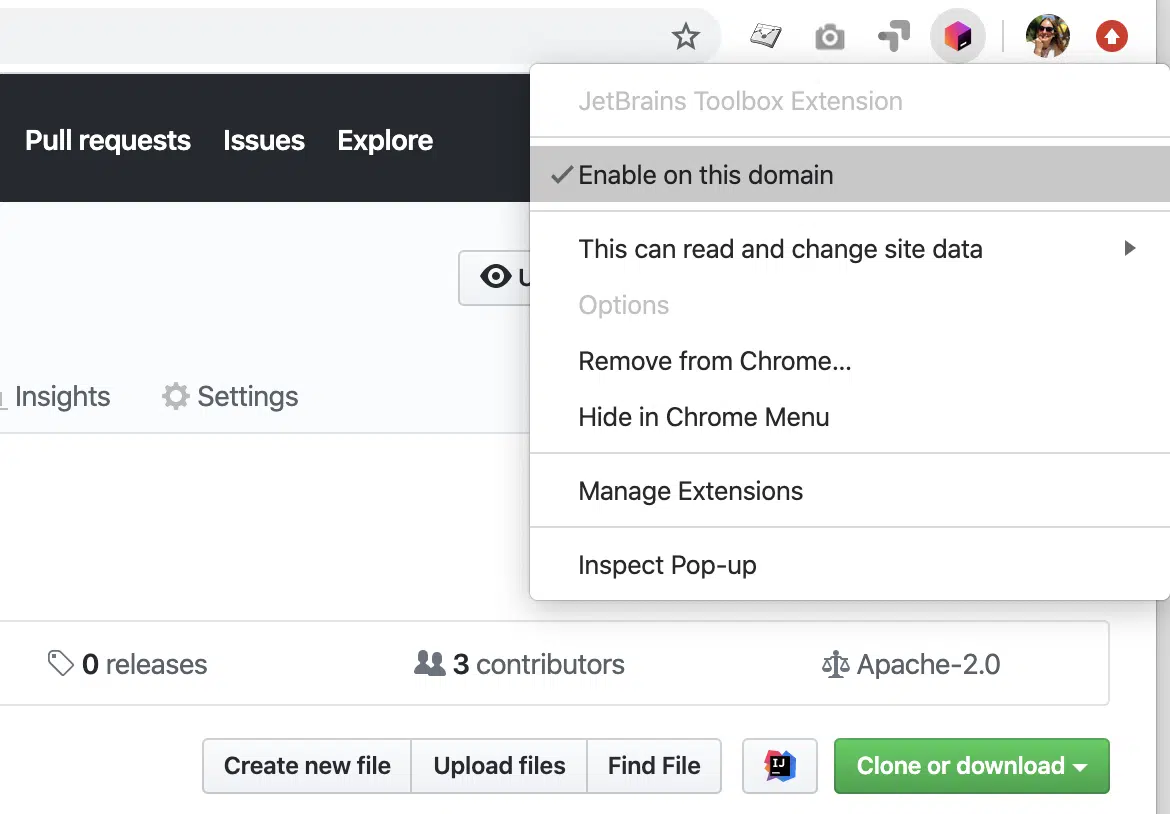 JetBrains Toolbox Extension
Pull requests Issues Explore
Enable on this domain
This can read and change site data
Options
Remove from Chrome...
Insights Settings
Hide in Chrome Menu
Manage Extensions
Inspect Pop-up
0 releases 3 contributors Apache-2.0
Create new file Upload files Find File IJ Clone or download